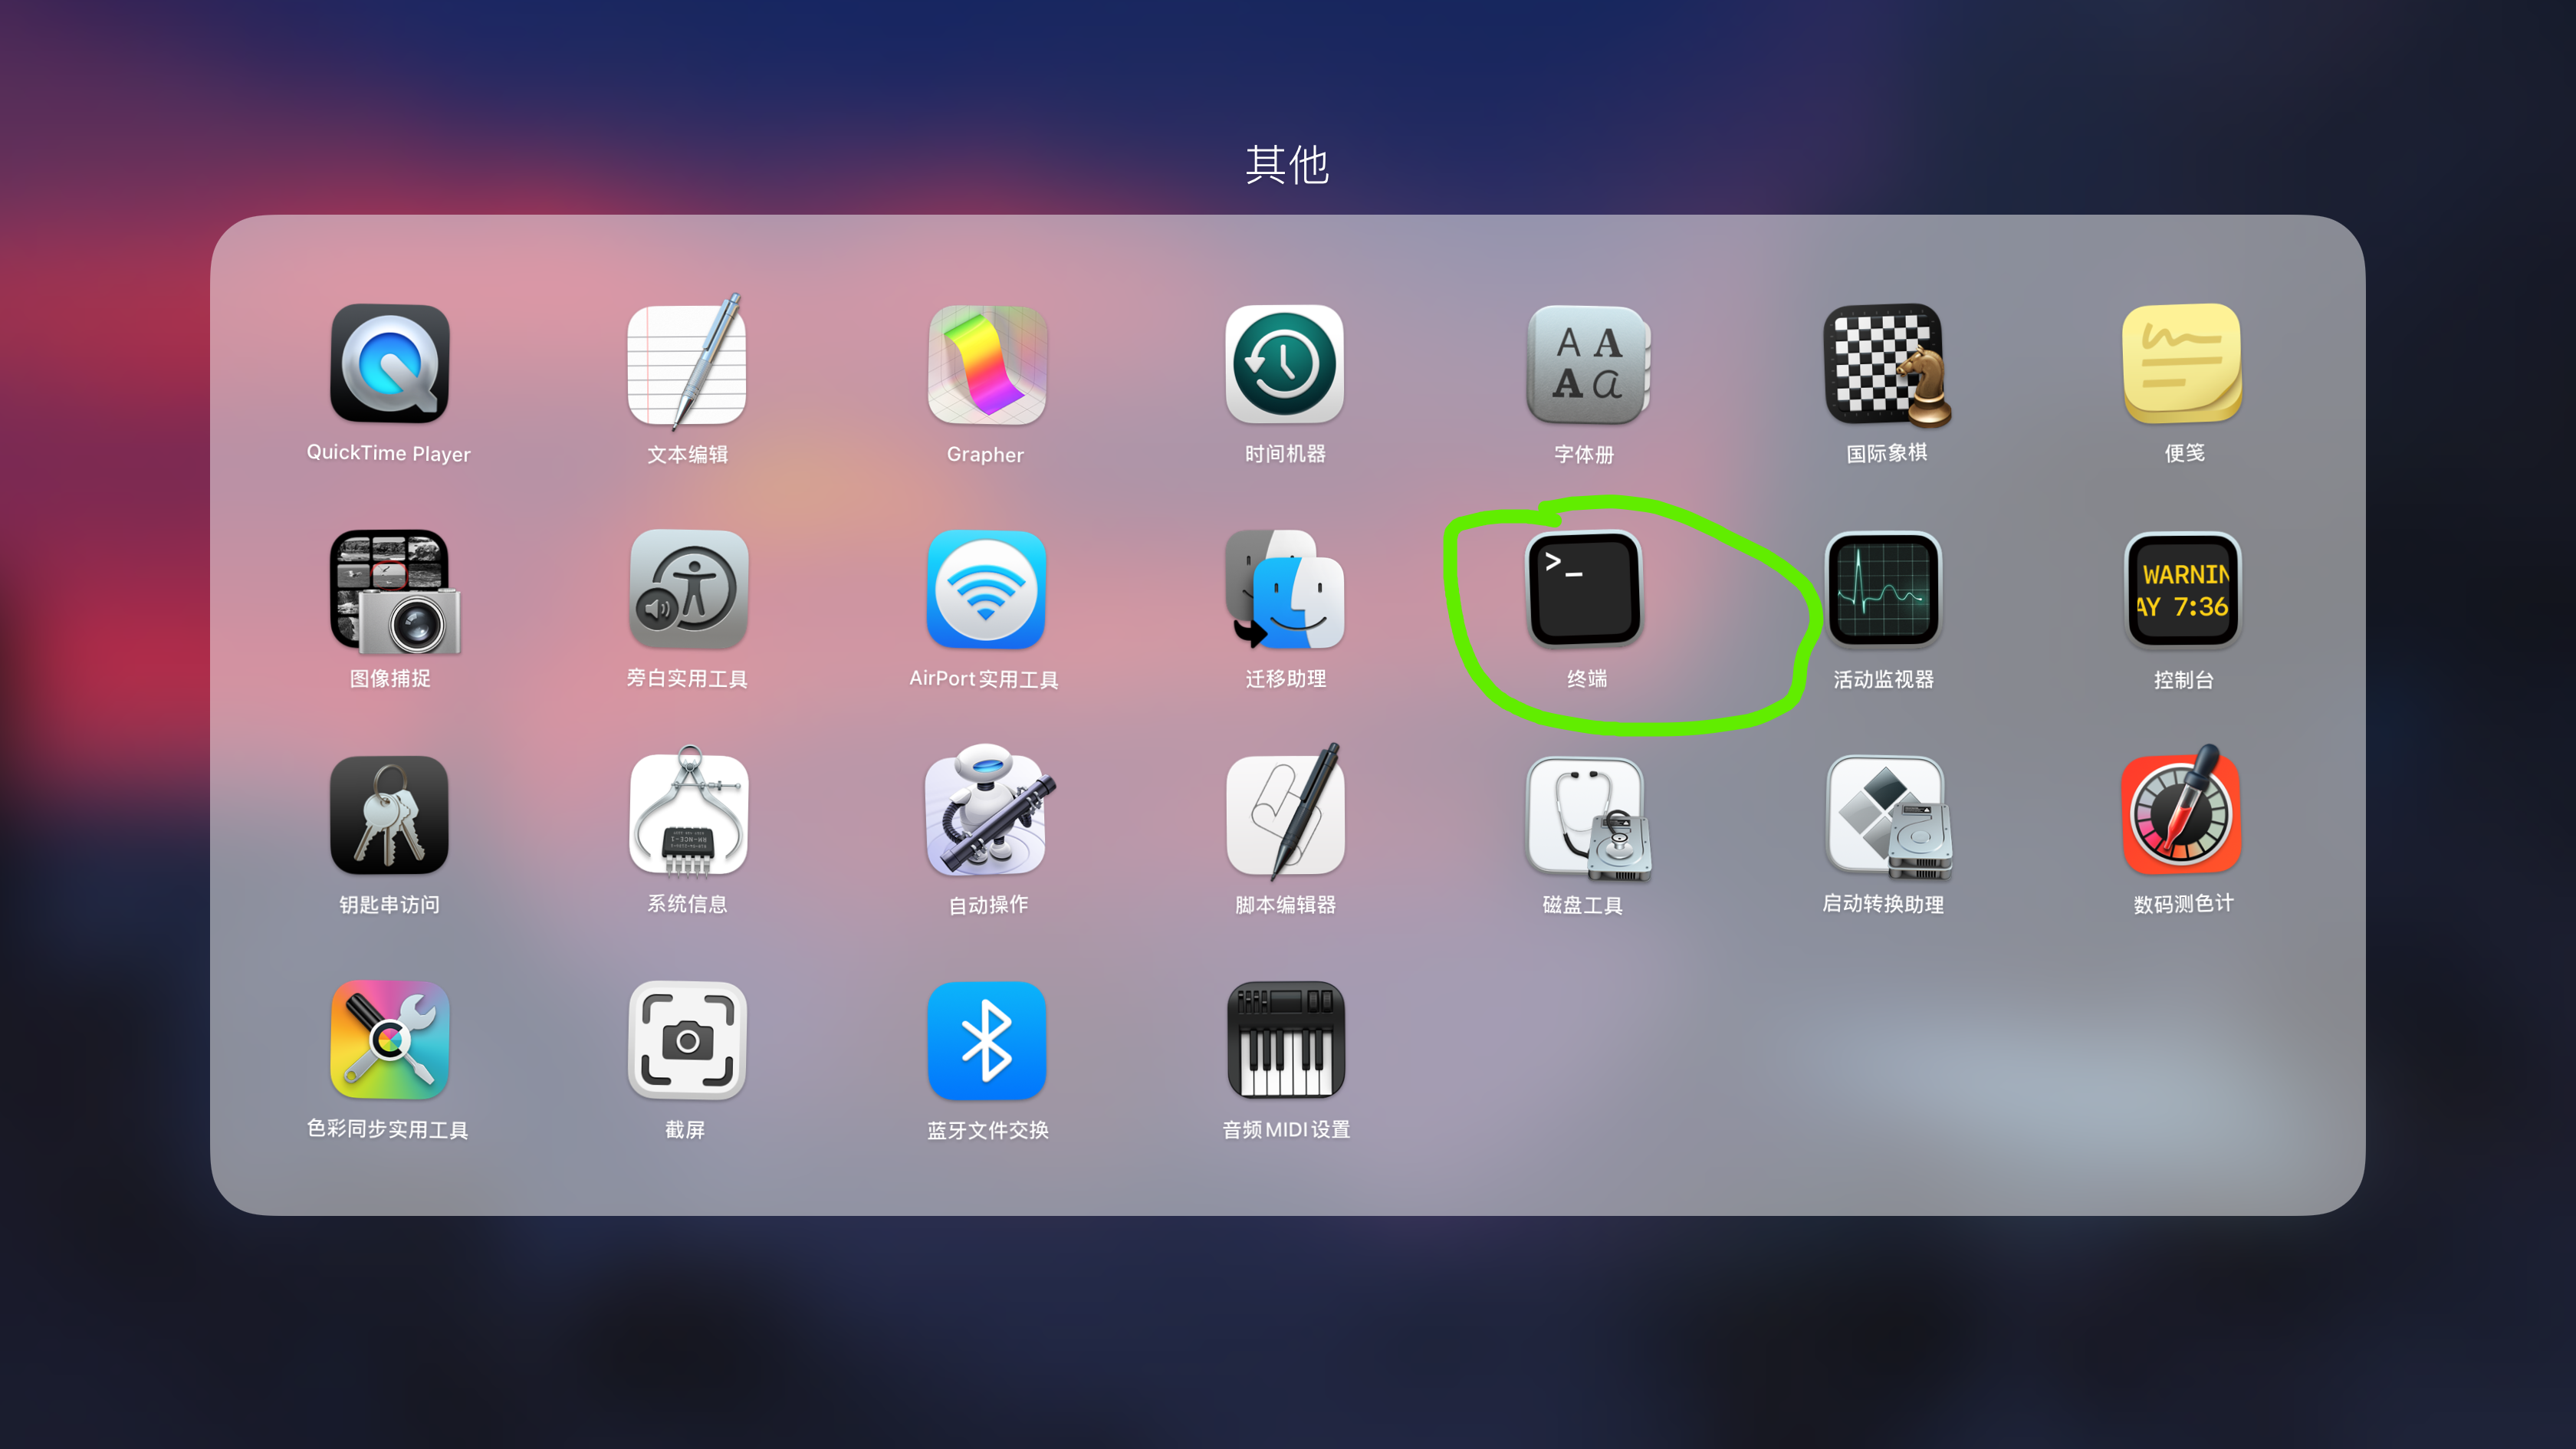 其他
QuickTime Player
文本编辑
Grapher
时间机器
A A
A a
字体册
国际象棋
便笺
图像捕捉
旁白实用工具
AirPort 实用工具
迁移助理
>_
终端
活动监视器
WARNIN
AY 7:36
控制台
钥匙串访问
系统信息
自动操作
脚本编辑器
磁盘工具
启动转换助理
数码测色计
色彩同步实用工具
截屏
蓝牙文件交换
音频 MIDI 设置